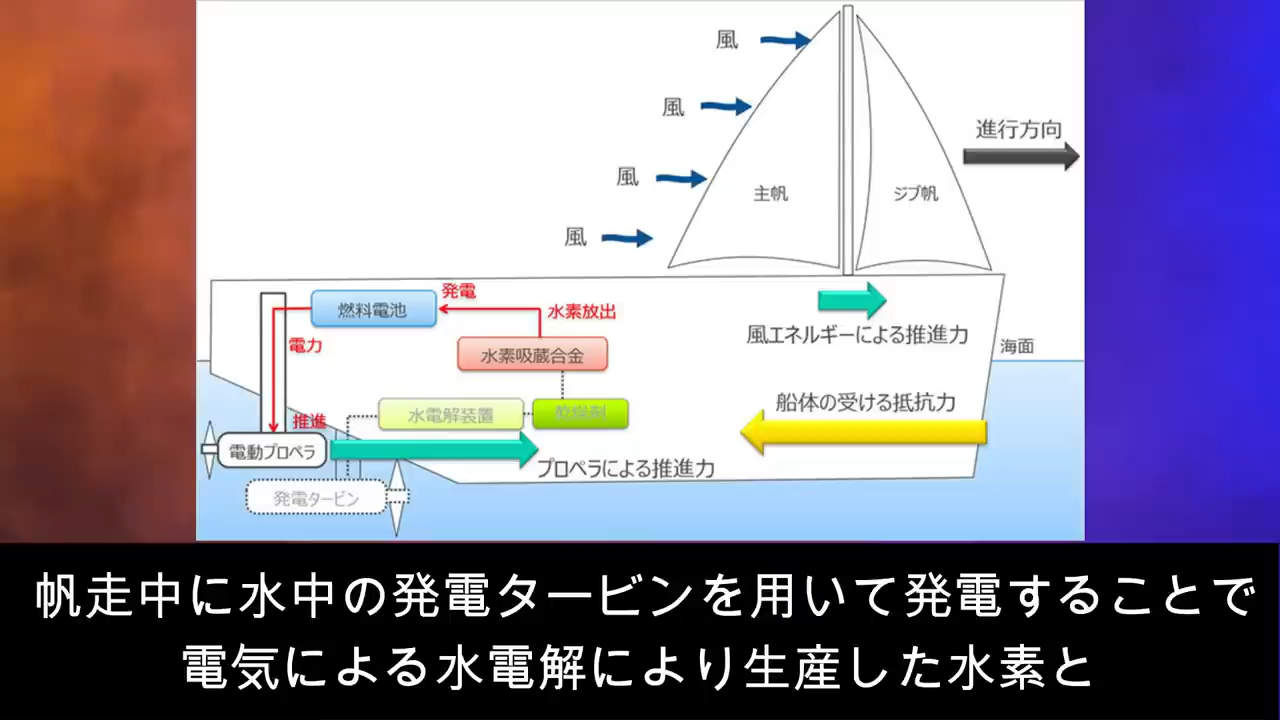 風
風
進行方向
風
主帆
ジブ帆
風
発電
燃料電池
水素放出
電力
水素吸蔵合金
風エネルギーによる推進力
海面
船体の受ける抵抗力
水電解装置
推進
電動プロペラ
プロペラによる推進力
発電タービン
帆走中に水中の発電タービンを用いて発電することで
電気による水電解により生産した水素と